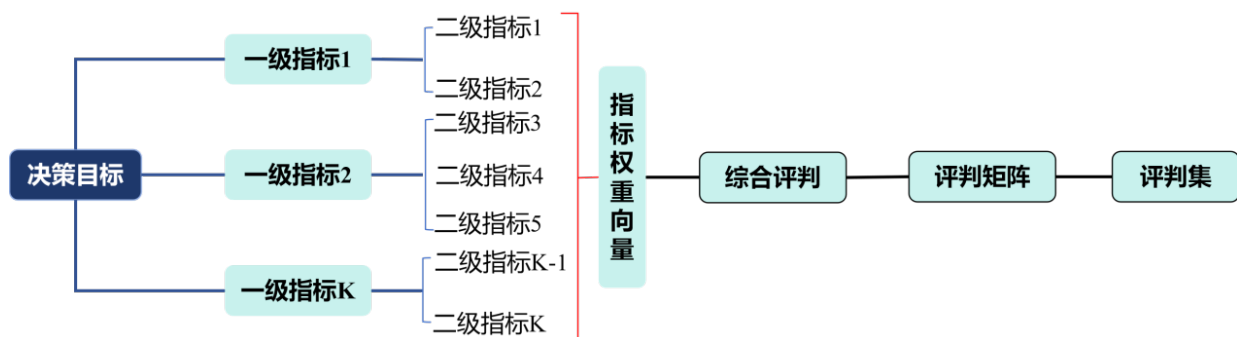 决策目标
一级指标1
二级指标1
二级指标2
一级指标2
二级指标3
二级指标4
二级指标5
一级指标K
二级指标K-1
二级指标K
指标权重向量
综合评判
评判矩阵
评判集